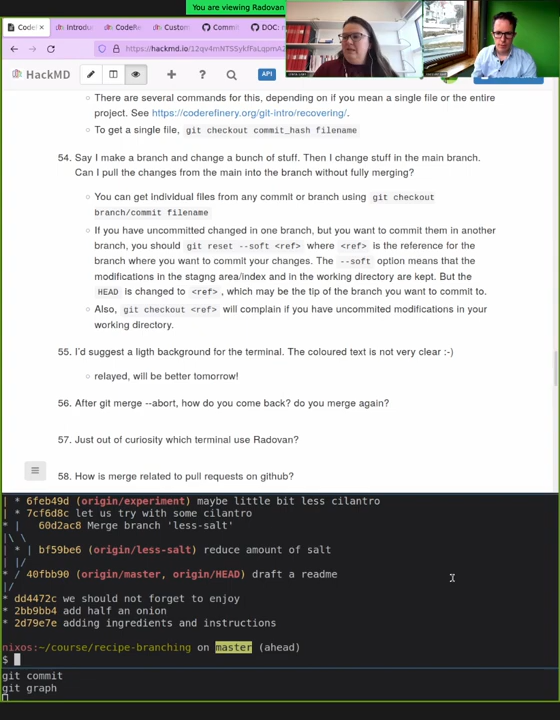 You are viewing Radovan
CodeI
Introdu
CodeRe
Custom
Commit
DOC:
https://hackmd.io/12qv4mNTSSykfFaLqpmA
HackMD
API
There are several commands for this, depending on if you mean a single file or the entire
project. See https://coderefinery.org/git-intro/recovering/.
To get a single file, git checkout commit_hash filename
54. Say I make a branch and change a bunch of stuff. Then I change stuff in the main branch.
Can I pull the changes from the main into the branch without fully merging?
You can get individual files from any commit or branch using git checkout
branch/commit filename
If you have uncommitted changed in one branch, but you want to commit them in another
branch, you should git reset --soft <ref> where <ref> is the reference for the
branch where you want to commit your changes. The --soft option means that the
modifications in the stagng area/index and in the working directory are kept. But the
HEAD is changed to <ref> , which may be the tip of the branch you want to commit to.
Also, git checkout <ref> will complain if you have uncommited modifications in your
working directory.
55. I'd suggest a ligth background for the terminal. The coloured text is not very clear :-)
relayed, will be better tomorrow!
56. After git merge --abort, how do you come back? do you merge again?
57. Just out of curiosity which terminal use Radovan?
58. How is merge related to pull requests on github?
| * 6feb49d (origin/experiment) maybe little bit less cilantro
| * 7cf6d8c let us try with some cilantro
* | 60d2ac8 Merge branch 'less-salt'
|\ \
| * | bf59be6 (origin/less-salt) reduce amount of salt
| |/
* / 40fbb90 (origin/master, origin/HEAD) draft a readme
|/
* dd4472c we should not forget to enjoy
* 2bb9bb4 add half an onion
* 2d79e7e adding ingredients and instructions
nixos:~/course/recipe-branching on master (ahead)
$
git commit
git graph